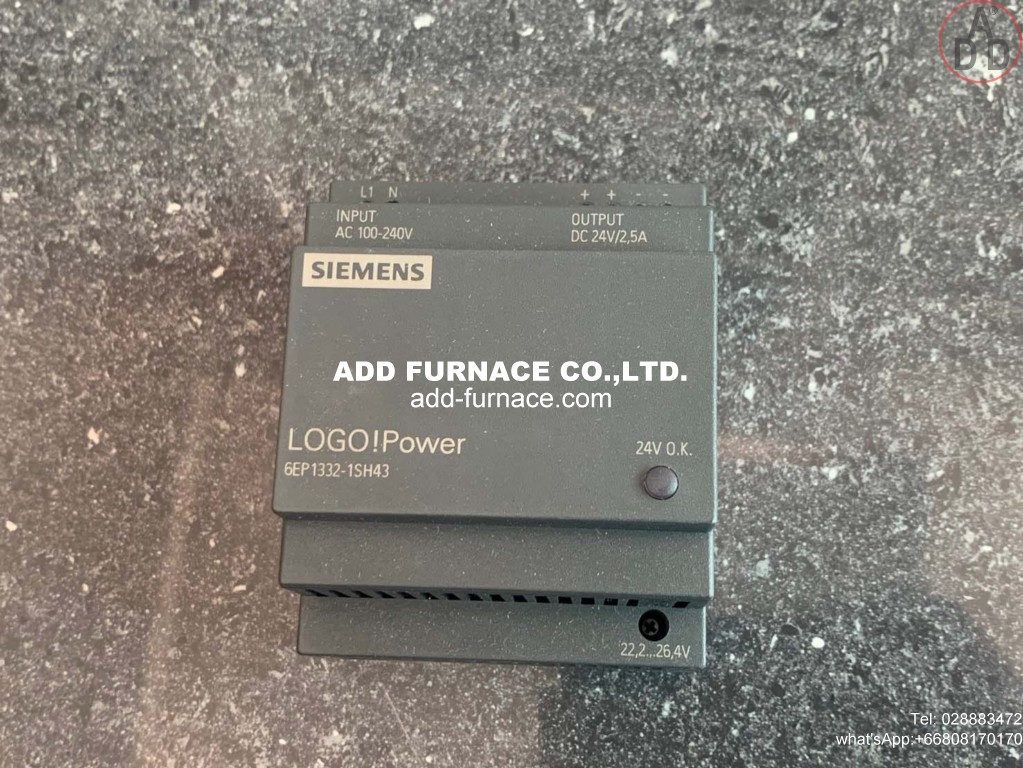 A
D D
L1 N + + - -
INPUT OUTPUT
AC 100-240V DC 24V/2,5A
SIEMENS
ADD FURNACE CO.,LTD.
add-furnace.com
LOGO!Power
24V O.K.
6EP1332-1SH43
22,2...26,4V
Tel: 028883472
what'sApp:+66808170170